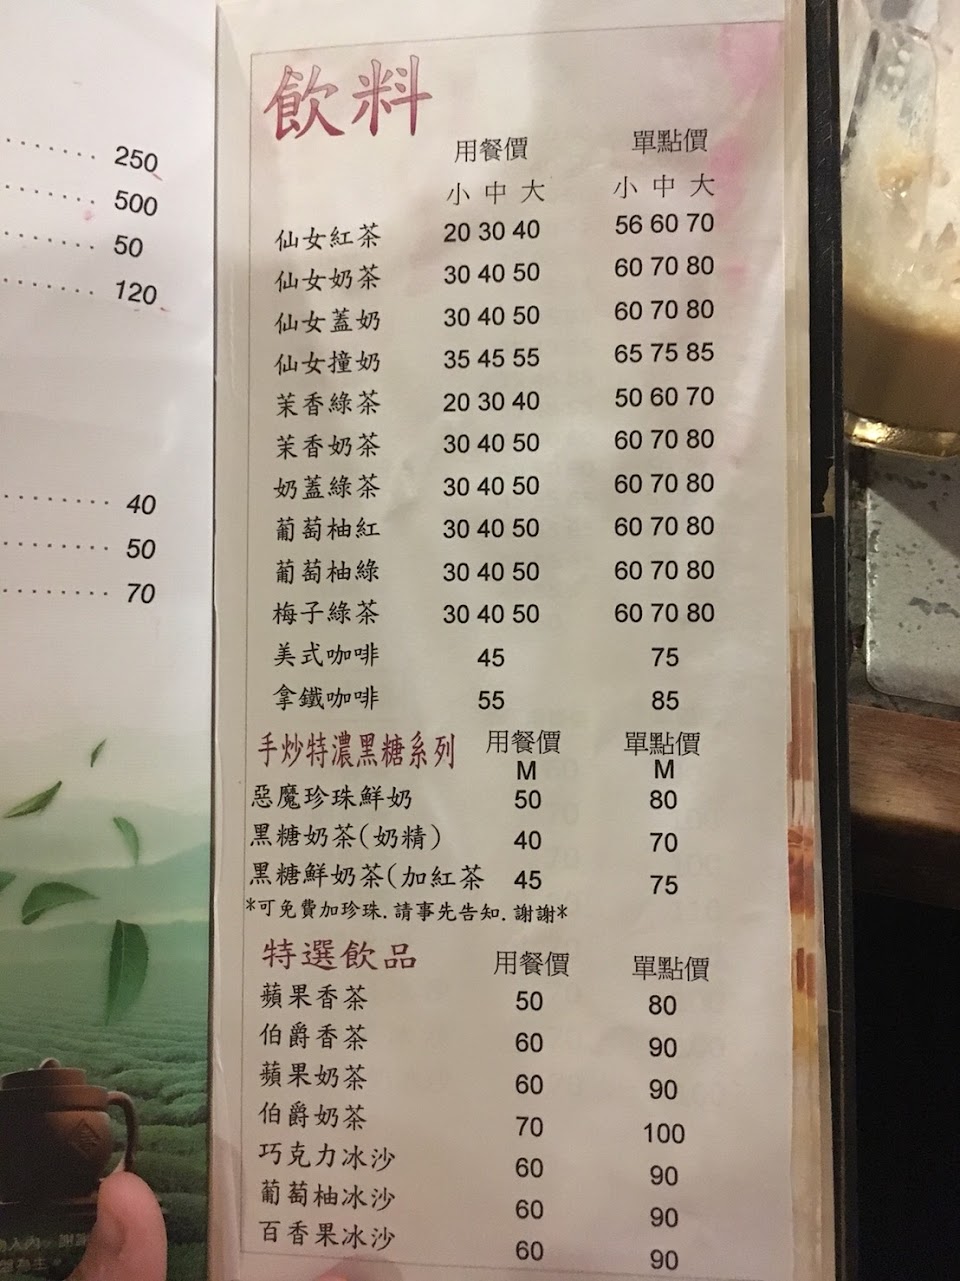 250
500
50
120
40
50
70
飲料
用餐價 單點價
小 中 大 小 中 大
仙女紅茶 20 30 40 56 60 70
仙女奶茶 30 40 50 60 70 80
仙女蓋奶 30 40 50 60 70 80
仙女撞奶 35 45 55 65 75 85
茉香綠茶 20 30 40 50 60 70
茉香奶茶 30 40 50 60 70 80
奶蓋綠茶 30 40 50 60 70 80
葡萄柚紅 30 40 50 60 70 80
葡萄柚綠 30 40 50 60 70 80
梅子綠茶 30 40 50 60 70 80
美式咖啡 45 75
拿鐵咖啡 55 85
手炒特濃黑糖系列 用餐價 單點價
M M
惡魔珍珠鮮奶 50 80
黑糖奶茶(奶精) 40 70
黑糖鮮奶茶(加紅茶 45 75
*可免費加珍珠.請事先告知.謝謝*
特選飲品 用餐價 單點價
蘋果香茶 50 80
伯爵香茶 60 90
蘋果奶茶 60 90
伯爵奶茶 70 100
巧克力冰沙 60 90
葡萄柚冰沙 60 90
百香果冰沙 60 90